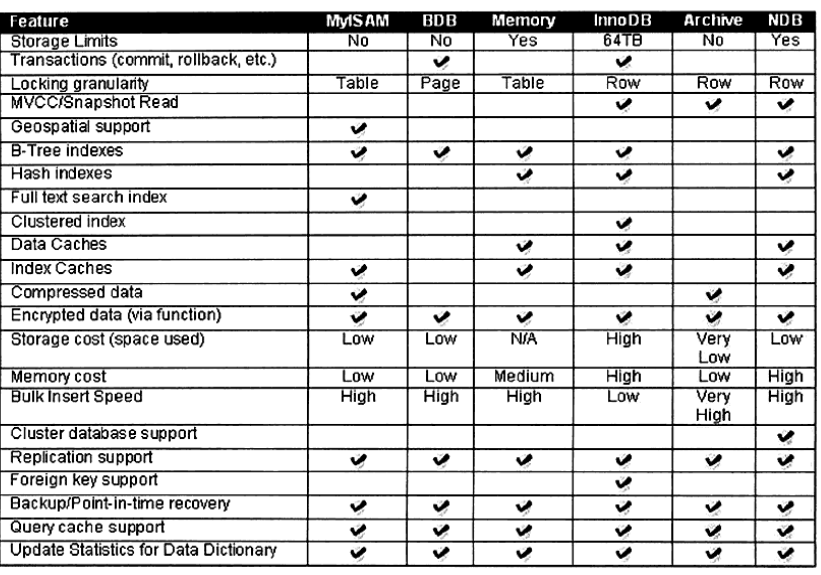 Feature MyISAM BDB Memory InnoDB Archive NDB
Storage Limits No No Yes 64TB No Yes
Transactions (commit, rollback, etc.) ✔ ✔
Locking granularity Table Page Table Row Row Row
MVCC/Snapshot Read ✔ ✔ ✔
Geospatial support ✔
B-Tree indexes ✔ ✔ ✔ ✔ ✔
Hash indexes ✔ ✔ ✔
Full text search index ✔
Clustered index ✔
Data Caches ✔ ✔ ✔
Index Caches ✔ ✔ ✔ ✔
Compressed data ✔ ✔
Encrypted data (via function) ✔ ✔ ✔ ✔ ✔ ✔
Storage cost (space used) Low Low N/A High Very Low
Low
Memory cost Low Low Medium High Low High
Bulk Insert Speed High High High Low Very High
High
Cluster database support ✔
Replication support ✔ ✔ ✔ ✔ ✔ ✔
Foreign key support ✔
Backup/Point-in-time recovery ✔ ✔ ✔ ✔ ✔ ✔
Query cache support ✔ ✔ ✔ ✔ ✔ ✔
Update Statistics for Data Dictionary ✔ ✔ ✔ ✔ ✔ ✔